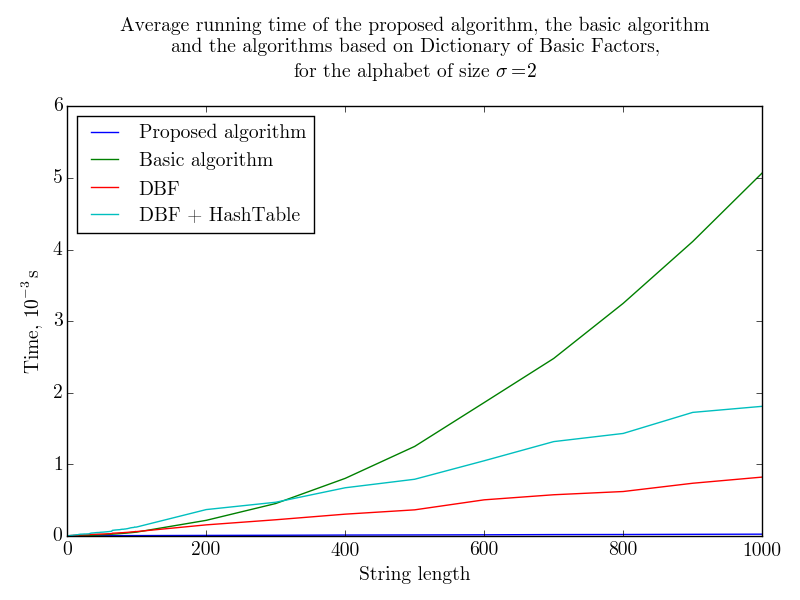 Average running time of the proposed algorithm, the basic algorithm
and the algorithms based on Dictionary of Basic Factors,
for the alphabet of size σ=2
6
5
4
3
2
1
0
Proposed algorithm
Basic algorithm
DBF
DBF + HashTable
Time, 10⁻³ s
0 200 400 600 800 1000
String length